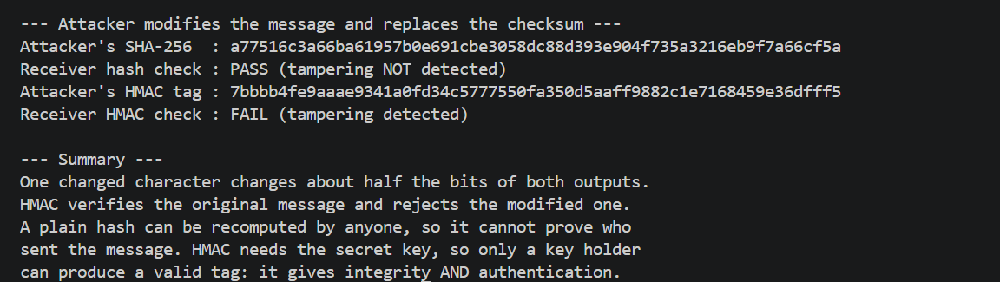 --- Attacker modifies the message and replaces the checksum ---
Attacker's SHA-256  : a77516c3a66ba61957b0e691cbe3058dc88d393e904f735a3216eb9f7a66cf5a
Receiver hash check : PASS (tampering NOT detected)
Attacker's HMAC tag : 7bbbb4fe9aaae9341a0fd34c5777550fa350d5aaff9882c1e7168459e36dfff5
Receiver HMAC check : FAIL (tampering detected)

--- Summary ---
One changed character changes about half the bits of both outputs.
HMAC verifies the original message and rejects the modified one.
A plain hash can be recomputed by anyone, so it cannot prove who
sent the message. HMAC needs the secret key, so only a key holder
can produce a valid tag: it gives integrity AND authentication.